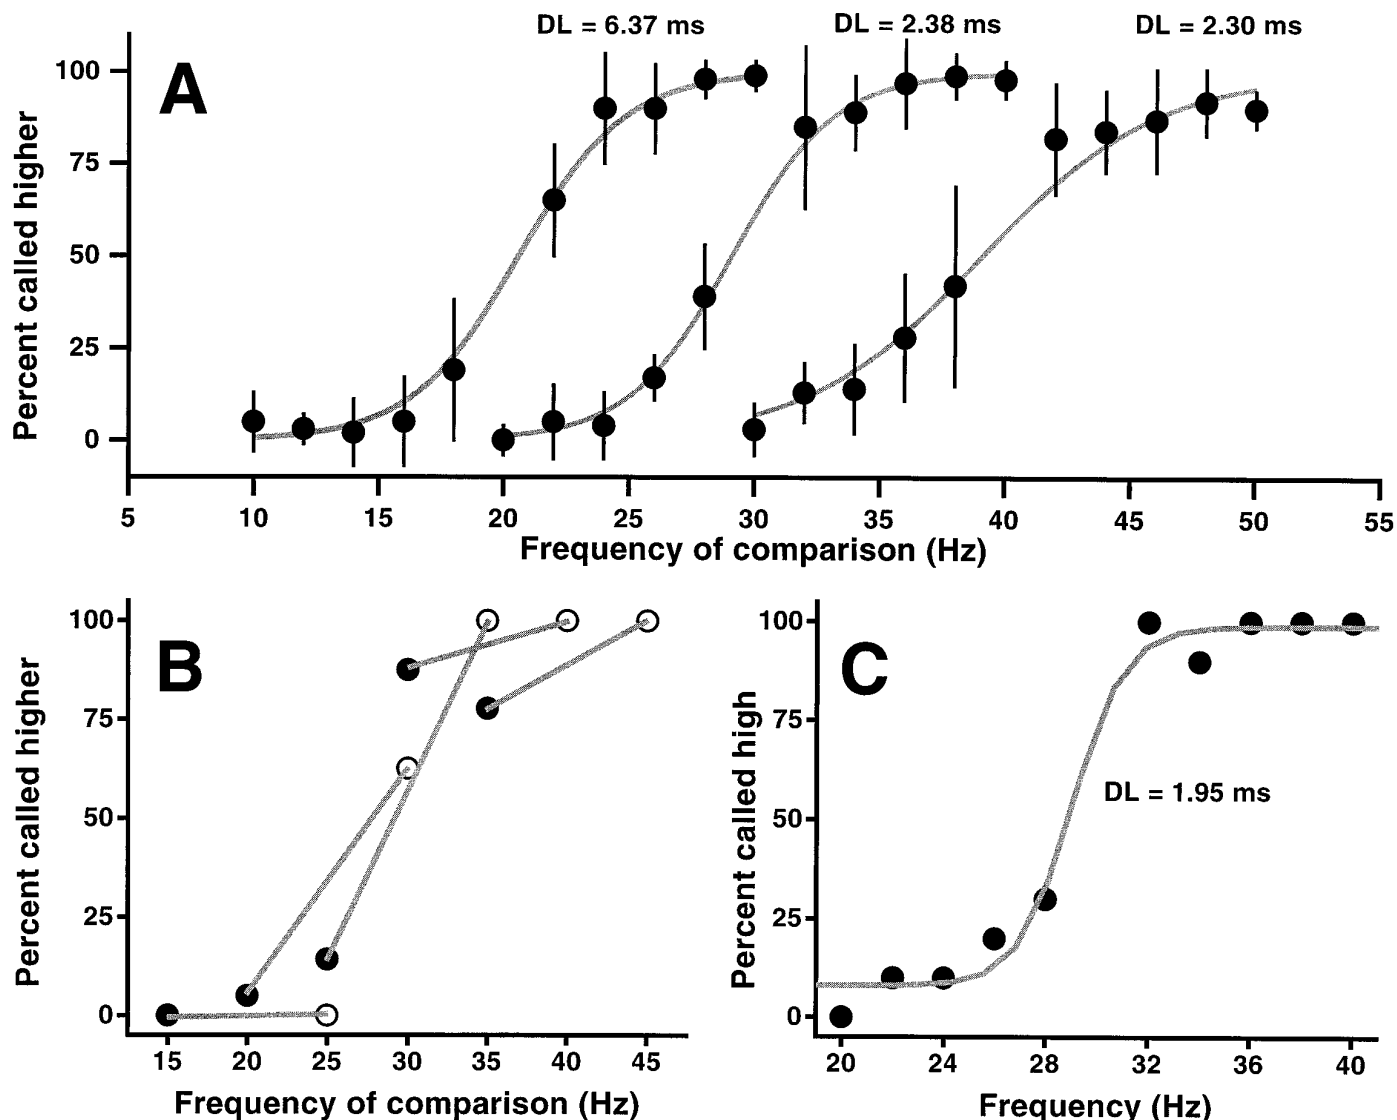 DL = 6.37 ms DL = 2.38 ms DL = 2.30 ms
A
Percent called higher
100
75
50
25
0
5 10 15 20 25 30 35 40 45 50 55
Frequency of comparison (Hz)
B
Percent called higher
100
75
50
25
0
15 20 25 30 35 40 45
Frequency of comparison (Hz)
C
Percent called high
100
75
50
25
0
DL = 1.95 ms
20 24 28 32 36 40
Frequency (Hz)